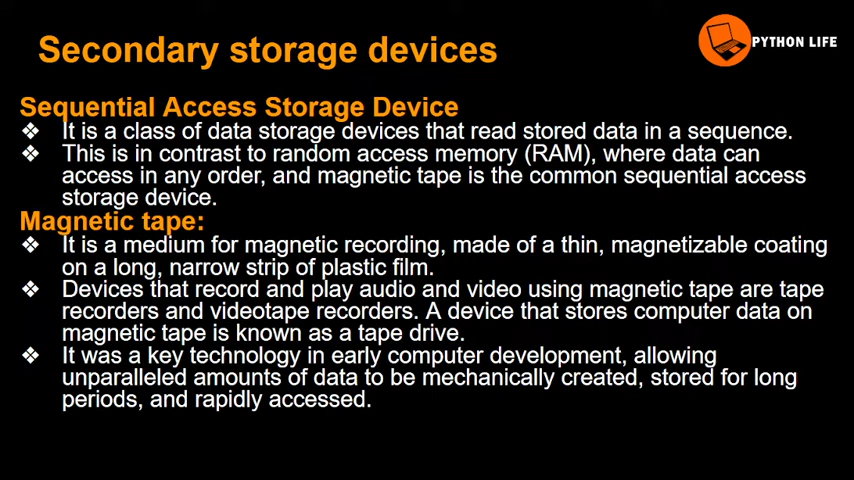 Secondary storage devices
PYTHON LIFE
Sequential Access Storage Device
❖ It is a class of data storage devices that read stored data in a sequence.
❖ This is in contrast to random access memory (RAM), where data can
access in any order, and magnetic tape is the common sequential access
storage device.
Magnetic tape:
❖ It is a medium for magnetic recording, made of a thin, magnetizable coating
on a long, narrow strip of plastic film.
❖ Devices that record and play audio and video using magnetic tape are tape
recorders and videotape recorders. A device that stores computer data on
magnetic tape is known as a tape drive.
❖ It was a key technology in early computer development, allowing
unparalleled amounts of data to be mechanically created, stored for long
periods, and rapidly accessed.